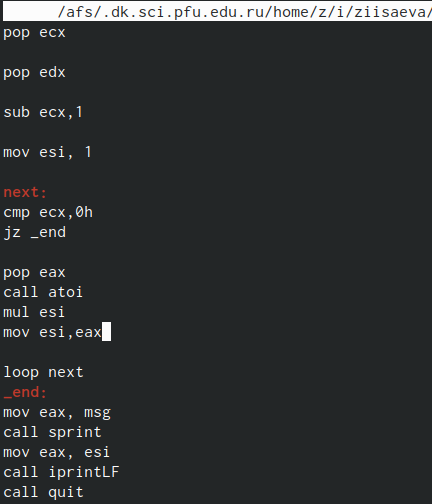 /afs/.dk.sci.pfu.edu.ru/home/z/i/ziisaeva/
pop ecx
pop edx
sub ecx,1
mov esi, 1
next:
cmp ecx,0h
jz _end
pop eax
call atoi
mul esi
mov esi,eax
loop next
_end:
mov eax, msg
call sprint
mov eax, esi
call iprintLF
call quit